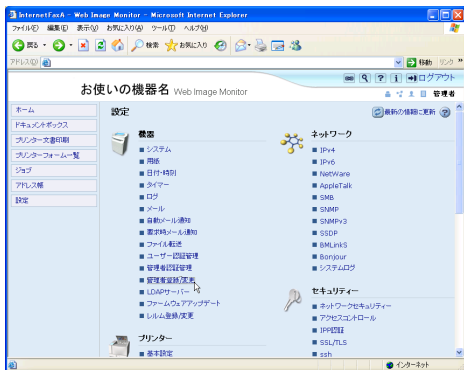 InternetFaxA - Web Image Monitor - Microsoft Internet Explorer
ファイル(F) 編集(E) 表示(V) お気に入り(A) ツール(T) ヘルプ(H)
戻る 検索 お気に入り
アドレス(D) 移動 リンク »
ログアウト
お使いの機器名 Web Image Monitor
管理者
ホーム
ドキュメントボックス
プリンター文書印刷
プリンターフォーム一覧
ジョブ
アドレス帳
設定
設定
最新の情報に更新
機器
システム
用紙
日付・時刻
タイマー
ログ
メール
自動メール通知
要求時メール通知
ファイル転送
ユーザー認証管理
管理者認証管理
管理者登録/変更
LDAPサーバー
ファームウェアアップデート
レルム登録/変更
プリンター
基本設定
ネットワーク
IPv4
IPv6
NetWare
AppleTalk
SMB
SNMP
SNMPv3
SSDP
BMLinkS
Bonjour
システムログ
セキュリティー
ネットワークセキュリティー
アクセスコントロール
IPP認証
SSL/TLS
ssh
インターネット